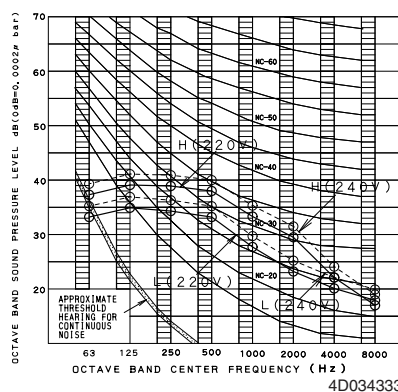 OCTAVE BAND SOUND PRESSURE LEVEL dB(0dB=0.0002μ bar)
70
60
50
40
30
20
NC-60
NC-50
NC-40
NC-30
NC-20
H(220V)
H(240V)
L(220V)
L(240V)
APPROXIMATE
THRESHOLD
HEARING FOR
CONTINUOUS
NOISE
63 125 250 500 1000 2000 4000 8000
OCTAVE BAND CENTER FREQUENCY (Hz)
4D034333